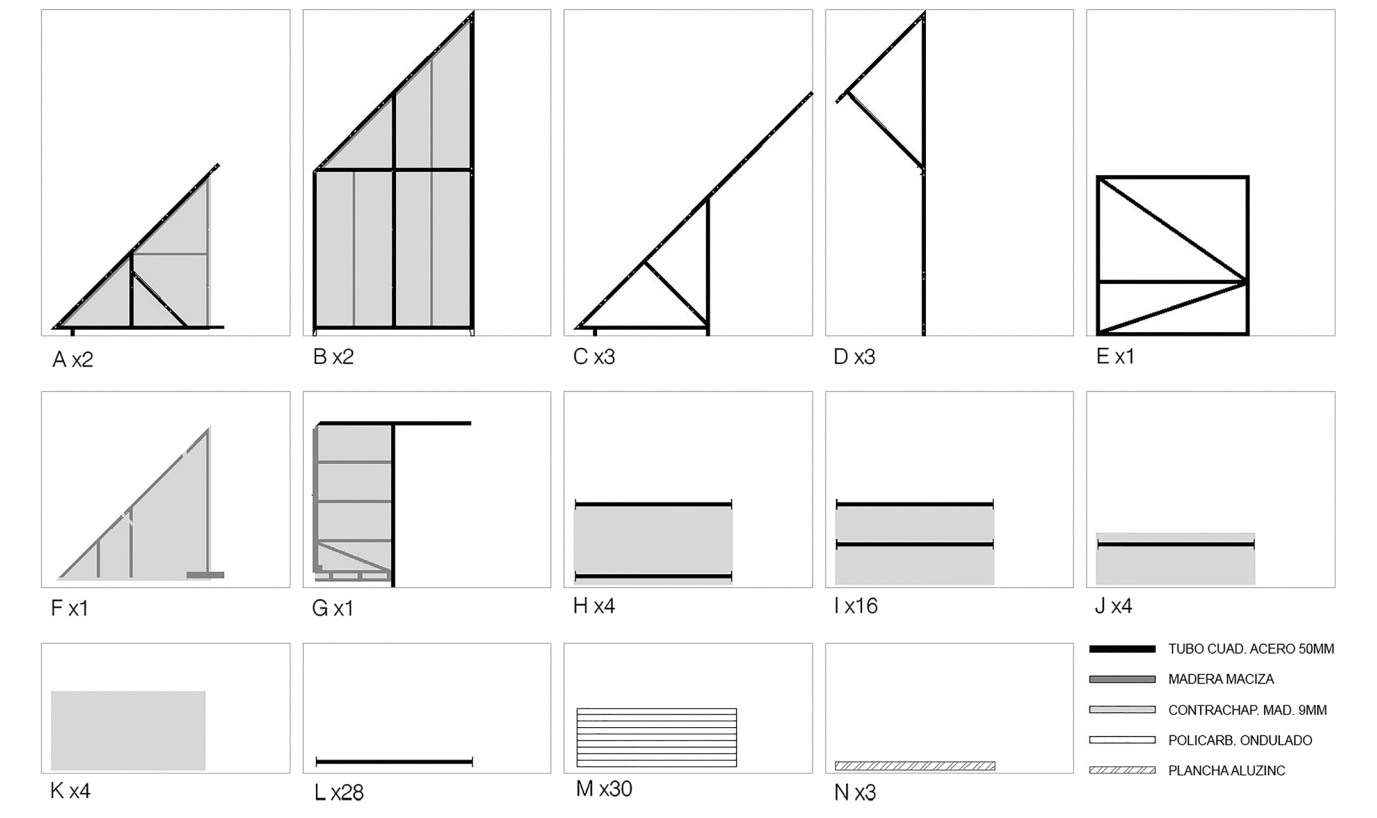 A x2
B x2
C x3
D x3
E x1
F x1
G x1
H x4
I x16
J x4
TUBO CUAD. ACERO 50MM
MADERA MACIZA
CONTRACHAP. MAD. 9MM
POLICARB. ONDULADO
PLANCHA ALUZINC
K x4
L x28
M x30
N x3